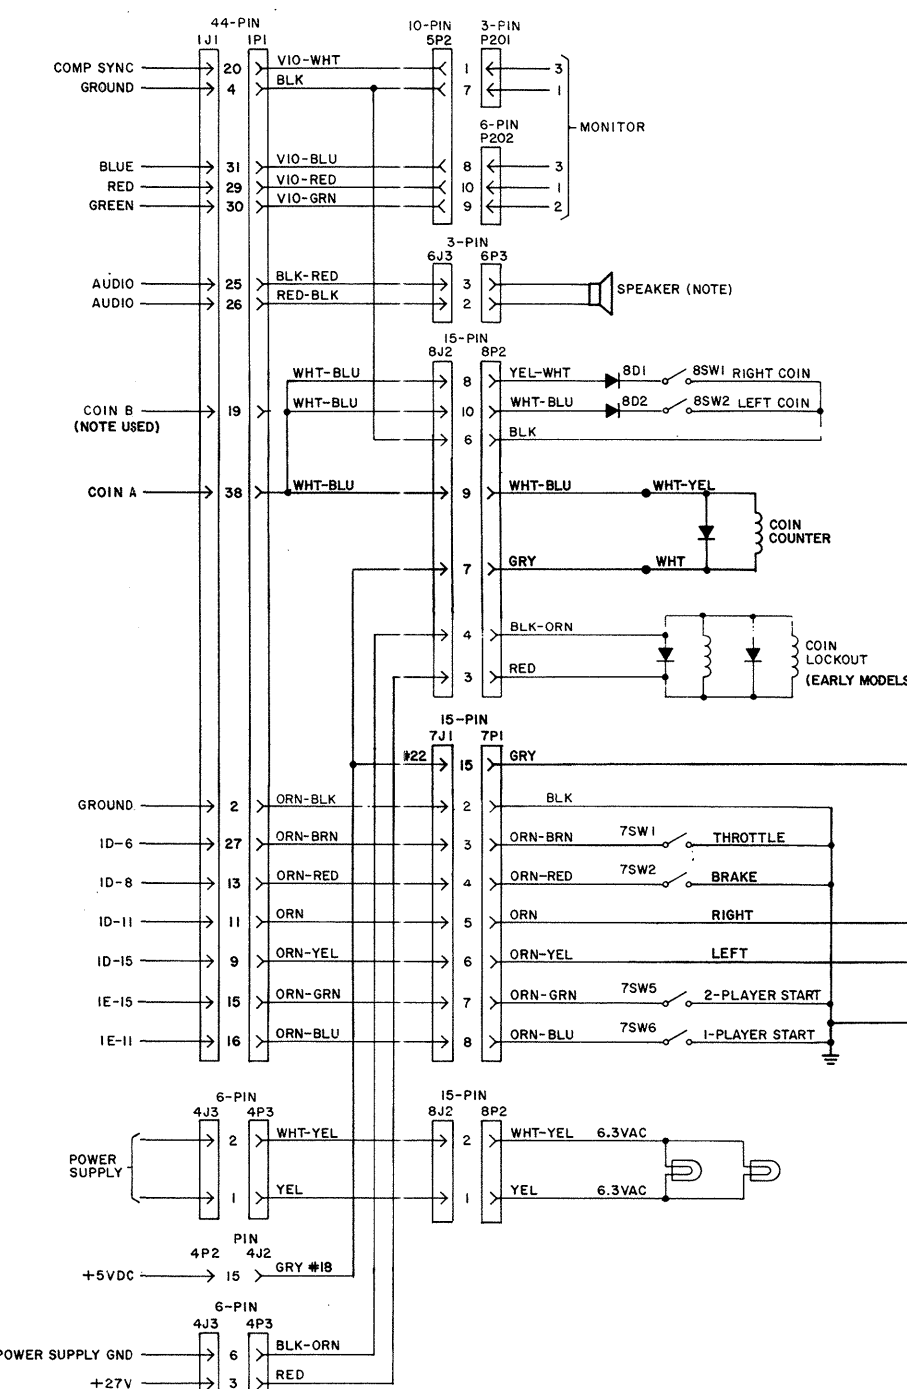 44-PIN 10-PIN 3-PIN
1J1 1P1 5P2 P201
COMP SYNC 20 VIO-WHT 1 3
GROUND 4 BLK 7 1
6-PIN MONITOR
P202
BLUE 31 VIO-BLU 8 3
RED 29 VIO-RED 10 1
GREEN 30 VIO-GRN 9 2
3-PIN
6J3 6P3
AUDIO 25 BLK-RED 3 SPEAKER (NOTE)
AUDIO 26 RED-BLK 2
15-PIN
8J2 8P2
WHT-BLU 8 YEL-WHT 8D1 8SW1 RIGHT COIN
COIN B 19 WHT-BLU 10 WHT-BLU 8D2 8SW2 LEFT COIN
(NOTE USED)
6 BLK
COIN A 38 WHT-BLU 9 WHT-BLU WHT-YEL
COIN
COUNTER
7 GRY WHT
4 BLK-ORN
COIN
LOCKOUT
3 RED (EARLY MODELS
15-PIN
7J1 7P1
#22 15 GRY
GROUND 2 ORN-BLK 2 BLK
1D-6 27 ORN-BRN 3 ORN-BRN 7SW1 THROTTLE
1D-8 13 ORN-RED 4 ORN-RED 7SW2 BRAKE
1D-11 11 ORN 5 ORN RIGHT
1D-15 9 ORN-YEL 6 ORN-YEL LEFT
1E-15 15 ORN-GRN 7 ORN-GRN 7SW5 2-PLAYER START
1E-11 16 ORN-BLU 8 ORN-BLU 7SW6 1-PLAYER START
6-PIN 15-PIN
4J3 4P3 8J2 8P2
2 WHT-YEL 2 WHT-YEL 6.3VAC
POWER
SUPPLY
1 YEL 1 YEL 6.3VAC
PIN
4P2 4J2
+5VDC 15 GRY #18
6-PIN
4J3 4P3
POWER SUPPLY GND 6 BLK-ORN
+27V 3 RED